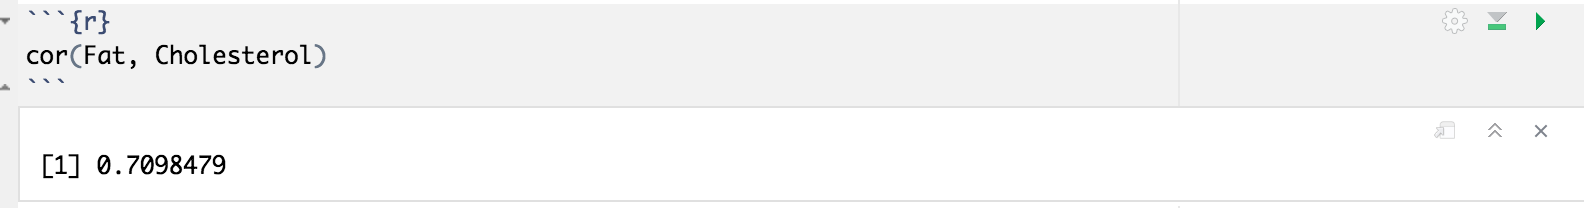 ```{r}
cor(Fat, Cholesterol)
```
[1] 0.7098479